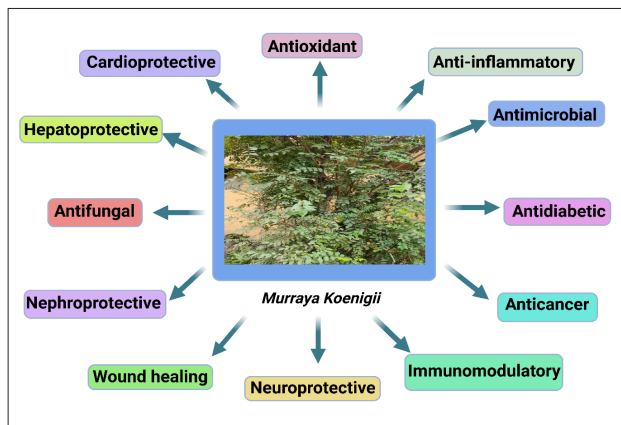 Antioxidant
Cardioprotective
Anti-inflammatory
Antimicrobial
Hepatoprotective
Antifungal
Antidiabetic
Nephroprotective
Murraya Koenigii
Anticancer
Wound healing
Neuroprotective
Immunomodulatory